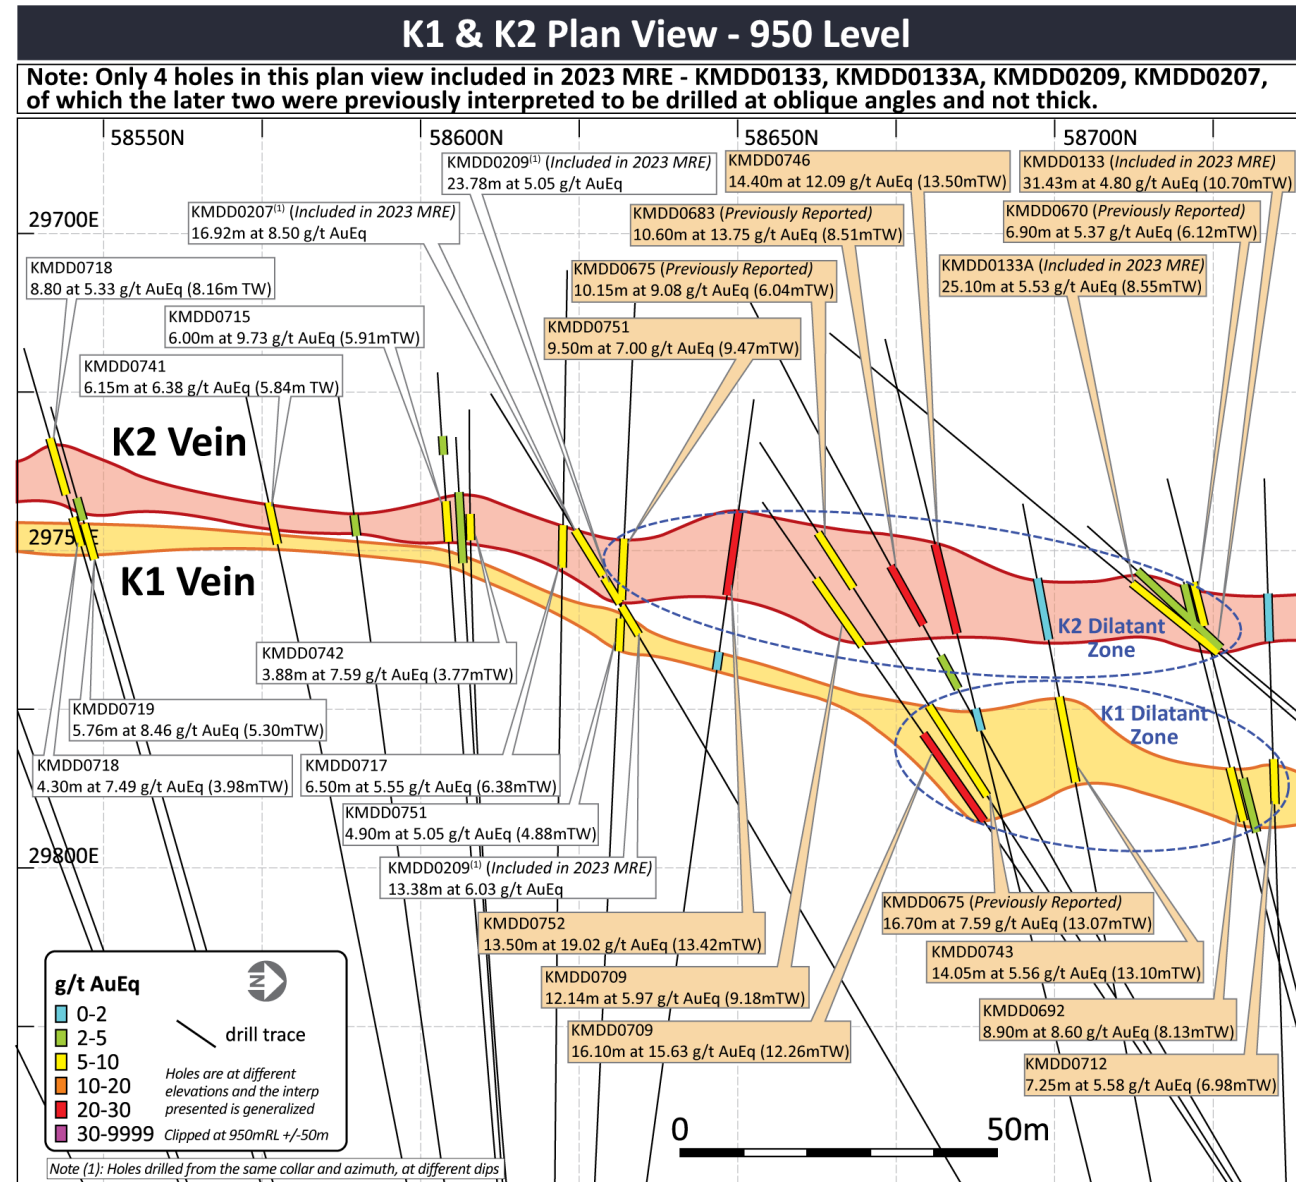 K1 & K2 Plan View - 950 Level
Note: Only 4 holes in this plan view included in 2023 MRE - KMDD0133, KMDD0133A, KMDD0209, KMDD0207,
of which the later two were previously interpreted to be drilled at oblique angles and not thick.
58550N
58600N
58650N
58700N
KMDD0209(1) (Included in 2023 MRE)
23.78m at 5.05 g/t AuEq
KMDD0746
14.40m at 12.09 g/t AuEq (13.50mTW)
KMDD0133 (Included in 2023 MRE)
31.43m at 4.80 g/t AuEq (10.70mTW)
29700E
KMDD0207(1) (Included in 2023 MRE)
16.92m at 8.50 g/t AuEq
KMDD0683 (Previously Reported)
10.60m at 13.75 g/t AuEq (8.51mTW)
KMDD0670 (Previously Reported)
6.90m at 5.37 g/t AuEq (6.12mTW)
KMDD0718
8.80 at 5.33 g/t AuEq (8.16m TW)
KMDD0675 (Previously Reported)
10.15m at 9.08 g/t AuEq (6.04mTW)
KMDD0133A (Included in 2023 MRE)
25.10m at 5.53 g/t AuEq (8.55mTW)
KMDD0715
6.00m at 9.73 g/t AuEq (5.91mTW)
KMDD0751
9.50m at 7.00 g/t AuEq (9.47mTW)
KMDD0741
6.15m at 6.38 g/t AuEq (5.84m TW)
K2 Vein
29750E
K1 Vein
K2 Dilatant
Zone
KMDD0742
3.88m at 7.59 g/t AuEq (3.77mTW)
K1 Dilatant
Zone
KMDD0719
5.76m at 8.46 g/t AuEq (5.30mTW)
KMDD0718
4.30m at 7.49 g/t AuEq (3.98mTW)
KMDD0717
6.50m at 5.55 g/t AuEq (6.38mTW)
KMDD0751
4.90m at 5.05 g/t AuEq (4.88mTW)
29800E
KMDD0209(1) (Included in 2023 MRE)
13.38m at 6.03 g/t AuEq
KMDD0675 (Previously Reported)
16.70m at 7.59 g/t AuEq (13.07mTW)
KMDD0752
13.50m at 19.02 g/t AuEq (13.42mTW)
KMDD0743
14.05m at 5.56 g/t AuEq (13.10mTW)
KMDD0709
12.14m at 5.97 g/t AuEq (9.18mTW)
KMDD0692
8.90m at 8.60 g/t AuEq (8.13mTW)
KMDD0709
16.10m at 15.63 g/t AuEq (12.26mTW)
KMDD0712
7.25m at 5.58 g/t AuEq (6.98mTW)
g/t AuEq
N
0-2
2-5
5-10
10-20
20-30
30-9999
drill trace
Holes are at different
elevations and the interp
presented is generalized
Clipped at 950mRL +/-50m
Note (1): Holes drilled from the same collar and azimuth, at different dips
0
50m